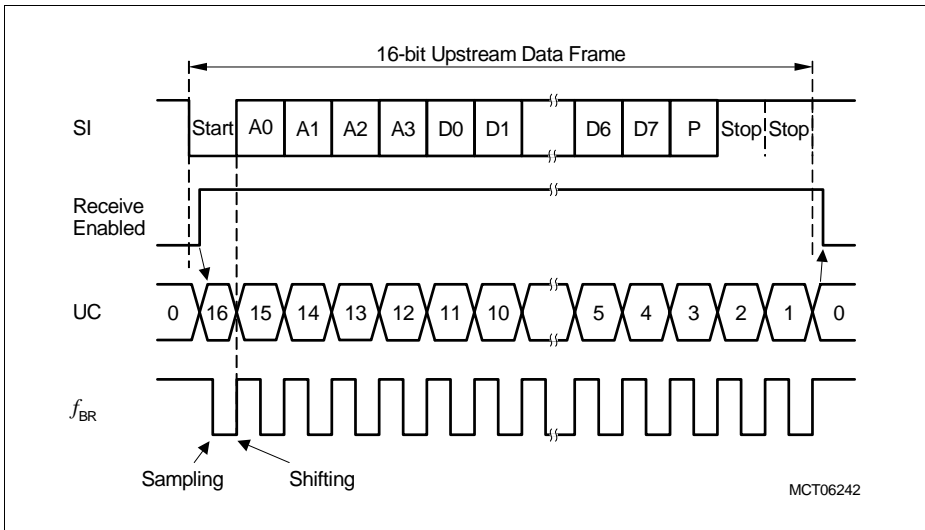 16-bit Upstream Data Frame
SI Start A0 A1 A2 A3 D0 D1 D6 D7 P Stop Stop
Receive
Enabled
UC 0 16 15 14 13 12 11 10 5 4 3 2 1 0
fBR
Sampling Shifting
MCT06242